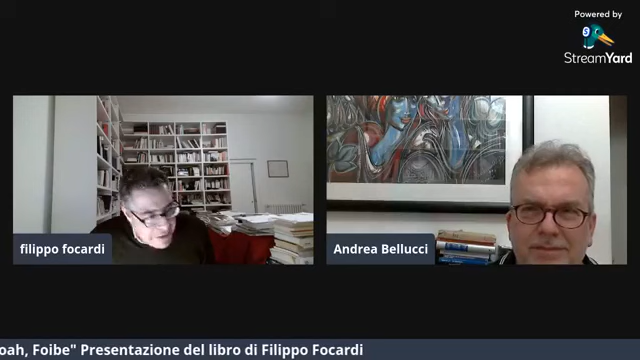 Powered by
StreamYard
filippo focardi
Andrea Bellucci
oah, Foibe" Presentazione del libro di Filippo Focardi